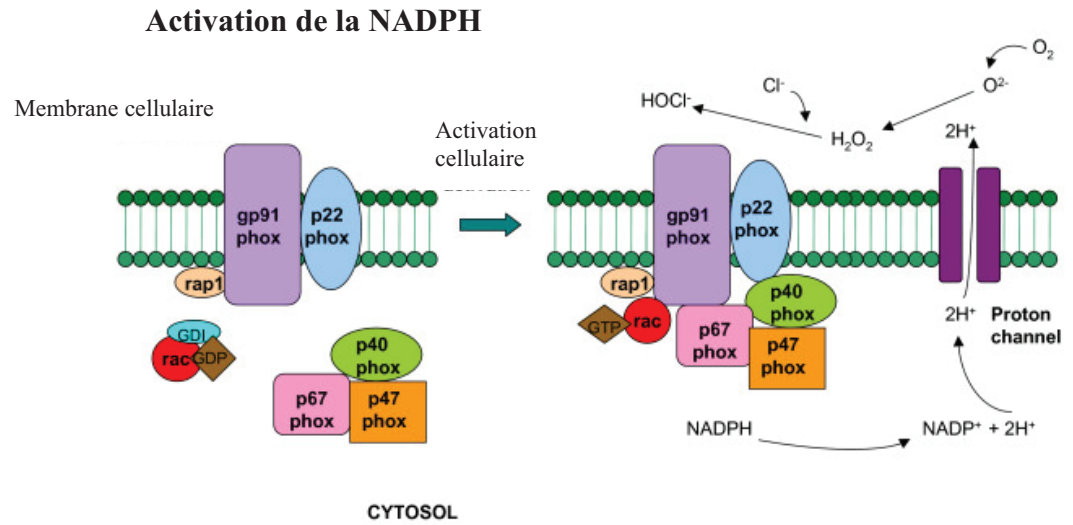 Activation de la NADPH
Membrane cellulaire
gp91
phox
p22
phox
rap1
GDI
rac
GDP
p40
phox
p67
phox
p47
phox
Activation
cellulaire
O₂
O²⁻
Cl⁻
HOCl⁻
H₂O₂
2H⁺
gp91
phox
p22
phox
rap1
GTP
rac
p40
phox
p67
phox
p47
phox
2H⁺
Proton
channel
NADPH
NADP⁺ + 2H⁺
CYTOSOL